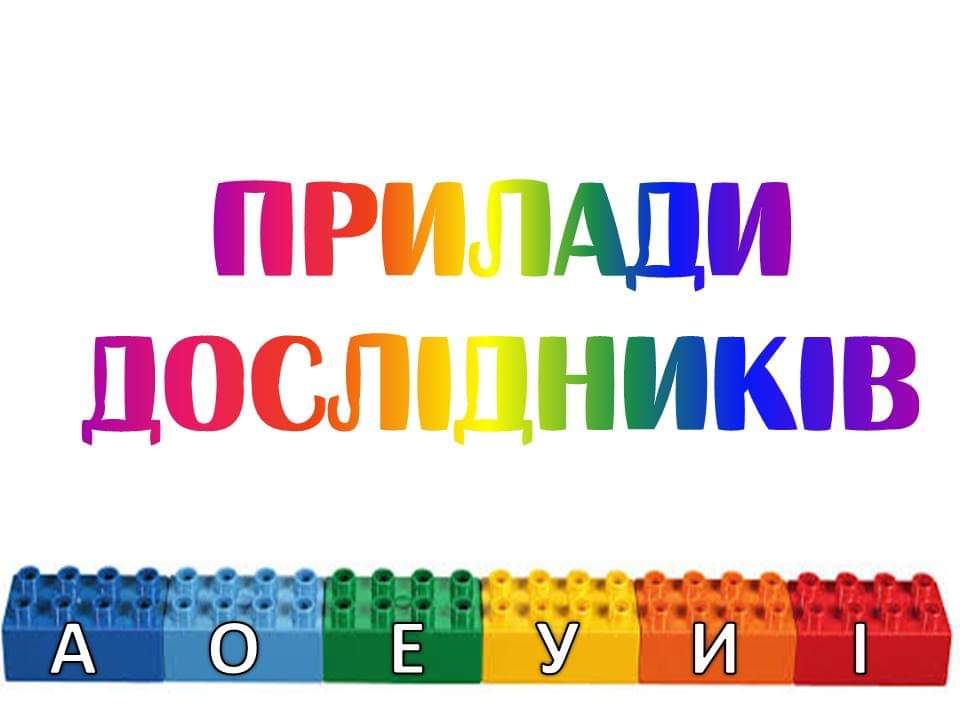 ПРИЛАДИ
ДОСЛІДНИКІВ
А О Е У И І